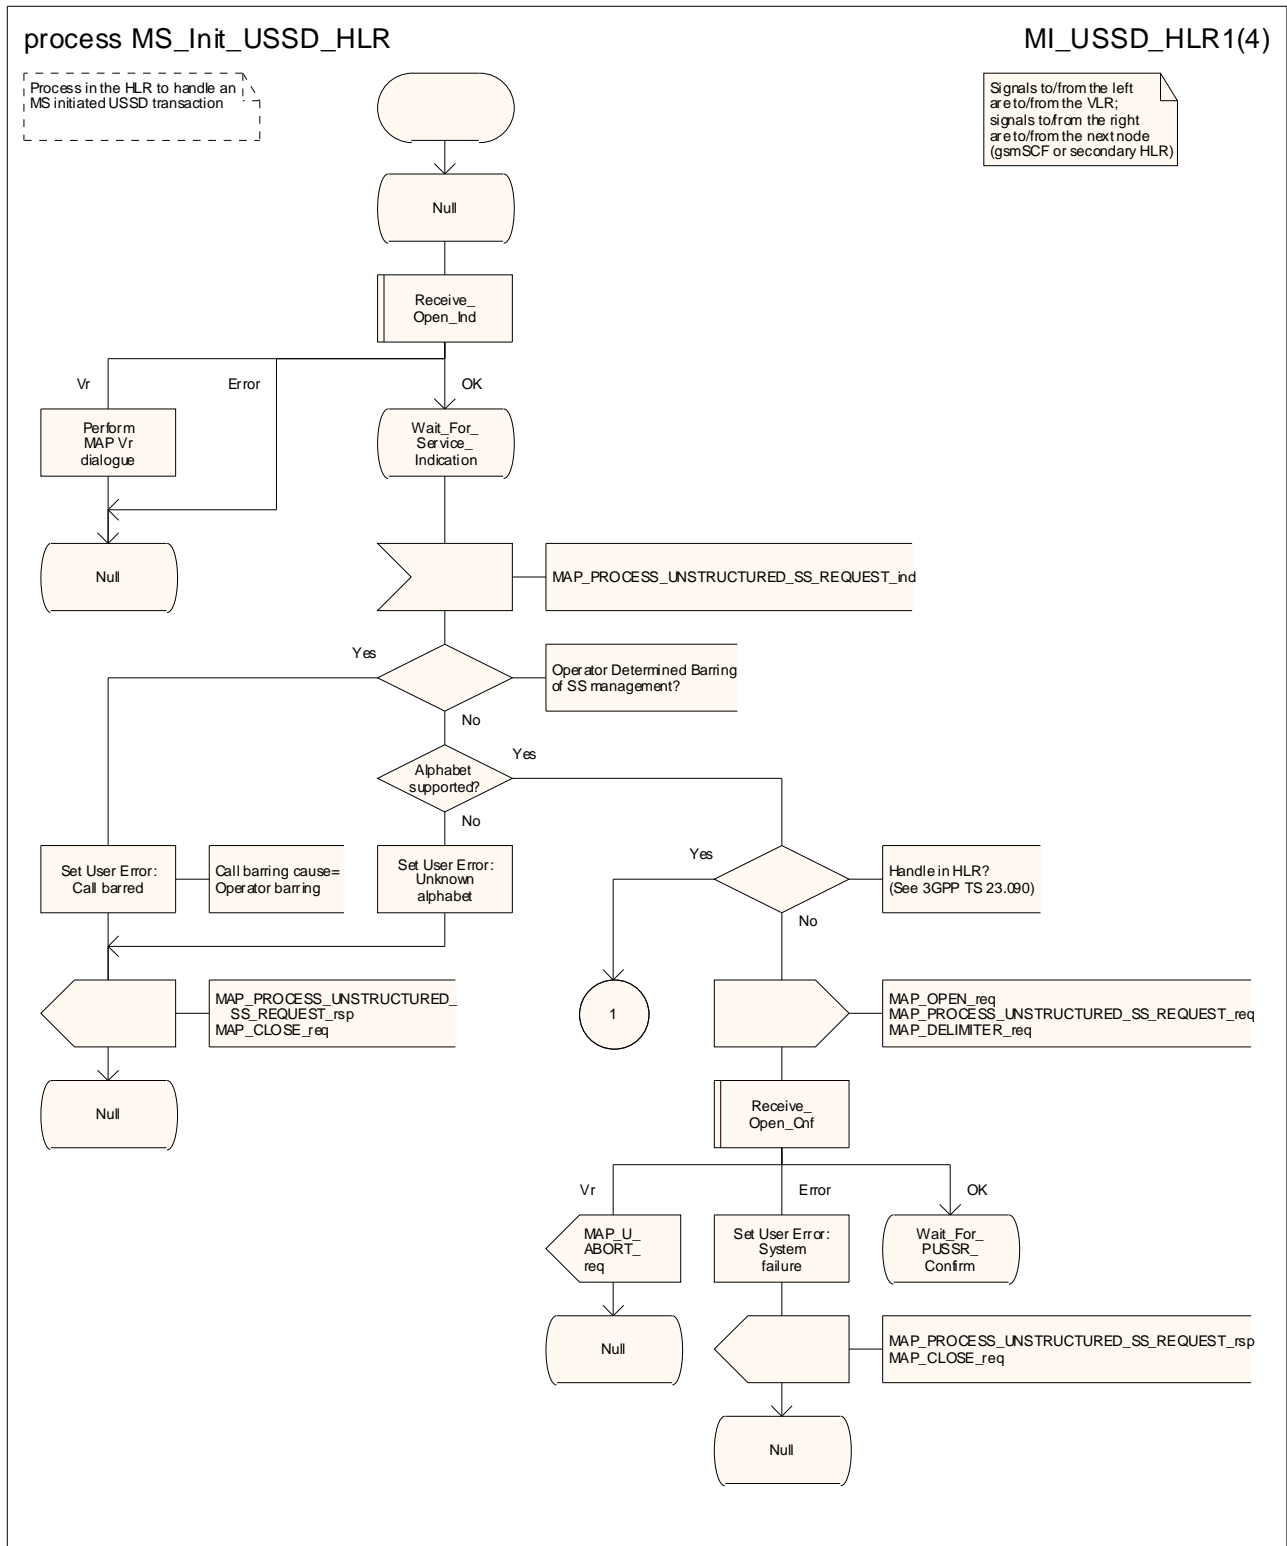 process MS_Init_USSD_HLR
MI_USSD_HLR1(4)
Process in the HLR to handle an
MS initiated USSD transaction
Signals to/from the left
are to/from the VLR;
signals to/from the right
are to/from the next node
(gsmSCF or secondary HLR)
Null
Receive_
Open_Ind
Vr
Error
OK
Perform
MAP Vr
dialogue
Wait_For_
Service_
Indication
Null
MAP_PROCESS_UNSTRUCTURED_SS_REQUEST_ind
Yes
Operator Determined Barring
of SS management?
No
Alphabet
supported?
Yes
No
Set User Error:
Call barred
Call barring cause=
Operator barring
Set User Error:
Unknown
alphabet
Yes
Handle in HLR?
(See 3GPP TS 23.090)
No
MAP_PROCESS_UNSTRUCTURED_
SS_REQUEST_rsp
MAP_CLOSE_req
1
MAP_OPEN_req
MAP_PROCESS_UNSTRUCTURED_SS_REQUEST_req
MAP_DELIMITER_req
Null
Receive_
Open_Cnf
Vr
Error
OK
MAP_U_
ABORT_
req
Set User Error:
System
failure
Wait_For_
PUSSR_
Confirm
Null
MAP_PROCESS_UNSTRUCTURED_SS_REQUEST_rsp
MAP_CLOSE_req
Null